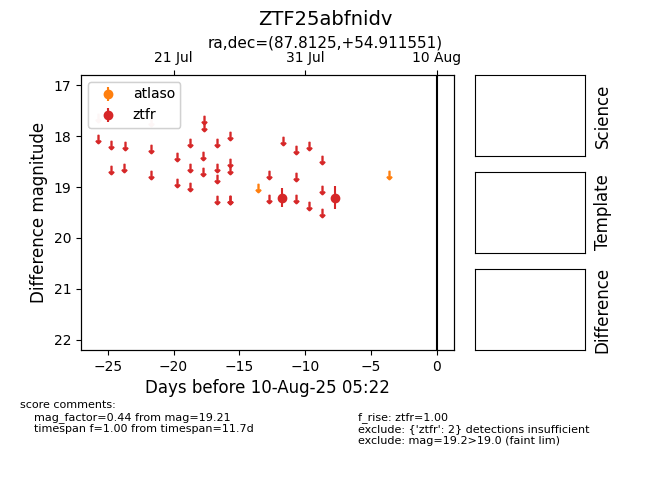 ZTF25abfnidv
ra,dec=(87.8125,+54.911551)
21 Jul 31 Jul 10 Aug
atlaso
ztfr
17
18
19
20
21
22
Difference magnitude
−25 −20 −15 −10 −5 0
Days before 10-Aug-25 05:22
Science
Template
Difference
score comments:
mag_factor=0.44 from mag=19.21
timespan f=1.00 from timespan=11.7d
f_rise: ztfr=1.00
exclude: {'ztfr': 2} detections insufficient
exclude: mag=19.2>19.0 (faint lim)